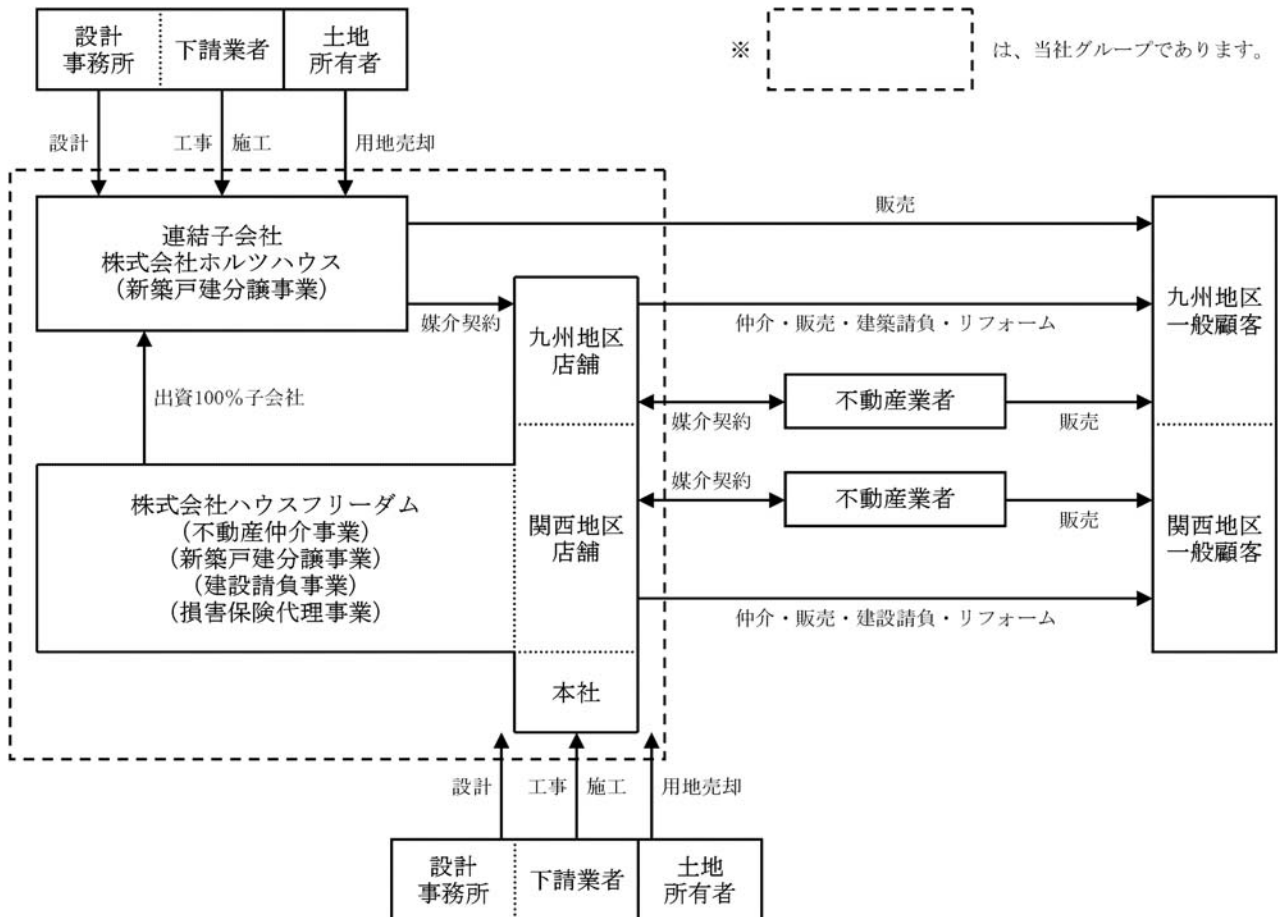 設計
事務所
下請業者
土地
所有者
※
は、当社グループであります。
設計
工事
施工
用地売却
連結子会社
株式会社ホルツハウス
(新築戸建分譲事業)
販売
媒介契約
九州地区
店舗
仲介・販売・建築請負・リフォーム
九州地区
一般顧客
出資100%子会社
媒介契約
不動産業者
販売
株式会社ハウスフリーダム
(不動産仲介事業)
(新築戸建分譲事業)
(建設請負事業)
(損害保険代理事業)
関西地区
店舗
媒介契約
不動産業者
販売
関西地区
一般顧客
仲介・販売・建設請負・リフォーム
本社
設計
工事
施工
用地売却
設計
事務所
下請業者
土地
所有者